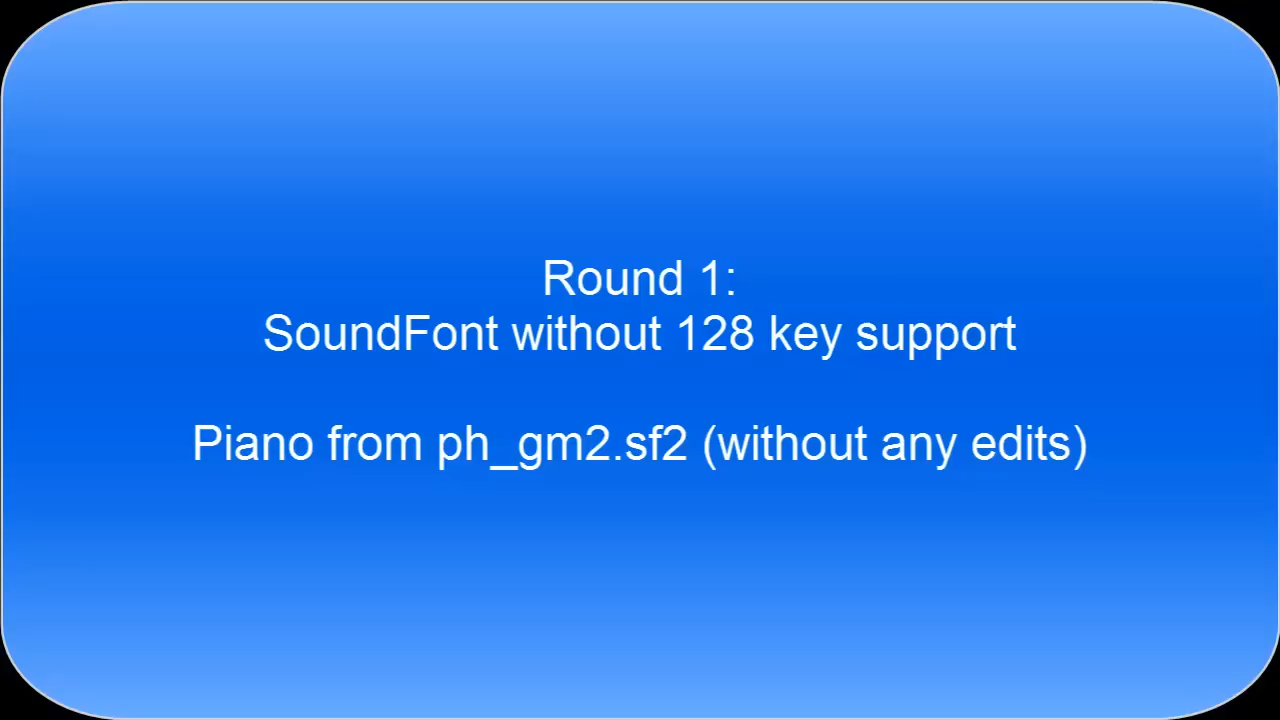 Round 1:
SoundFont without 128 key support
Piano from ph_gm2.sf2 (without any edits)